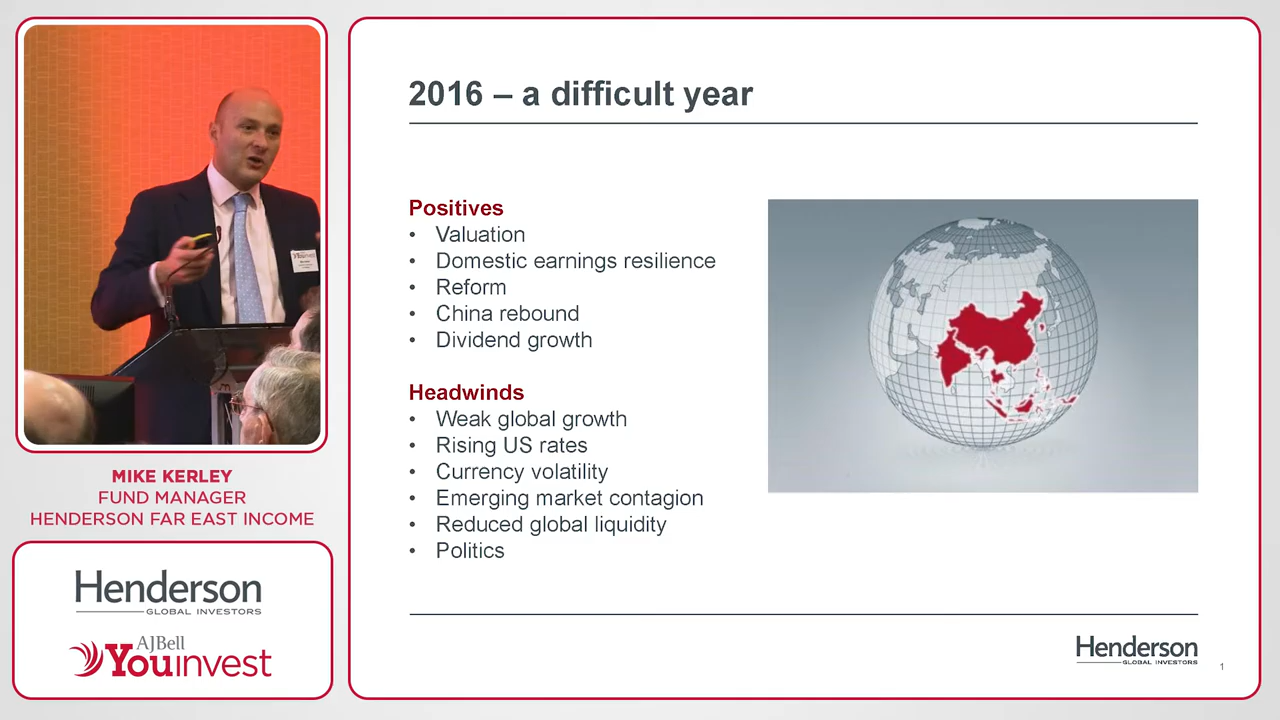 2016 – a difficult year
Positives
• Valuation
• Domestic earnings resilience
• Reform
• China rebound
• Dividend growth
Headwinds
• Weak global growth
• Rising US rates
• Currency volatility
• Emerging market contagion
• Reduced global liquidity
• Politics
Henderson
GLOBAL INVESTORS
1
MIKE KERLEY
FUND MANAGER
HENDERSON FAR EAST INCOME
Henderson
GLOBAL INVESTORS
AJBell
Youinvest